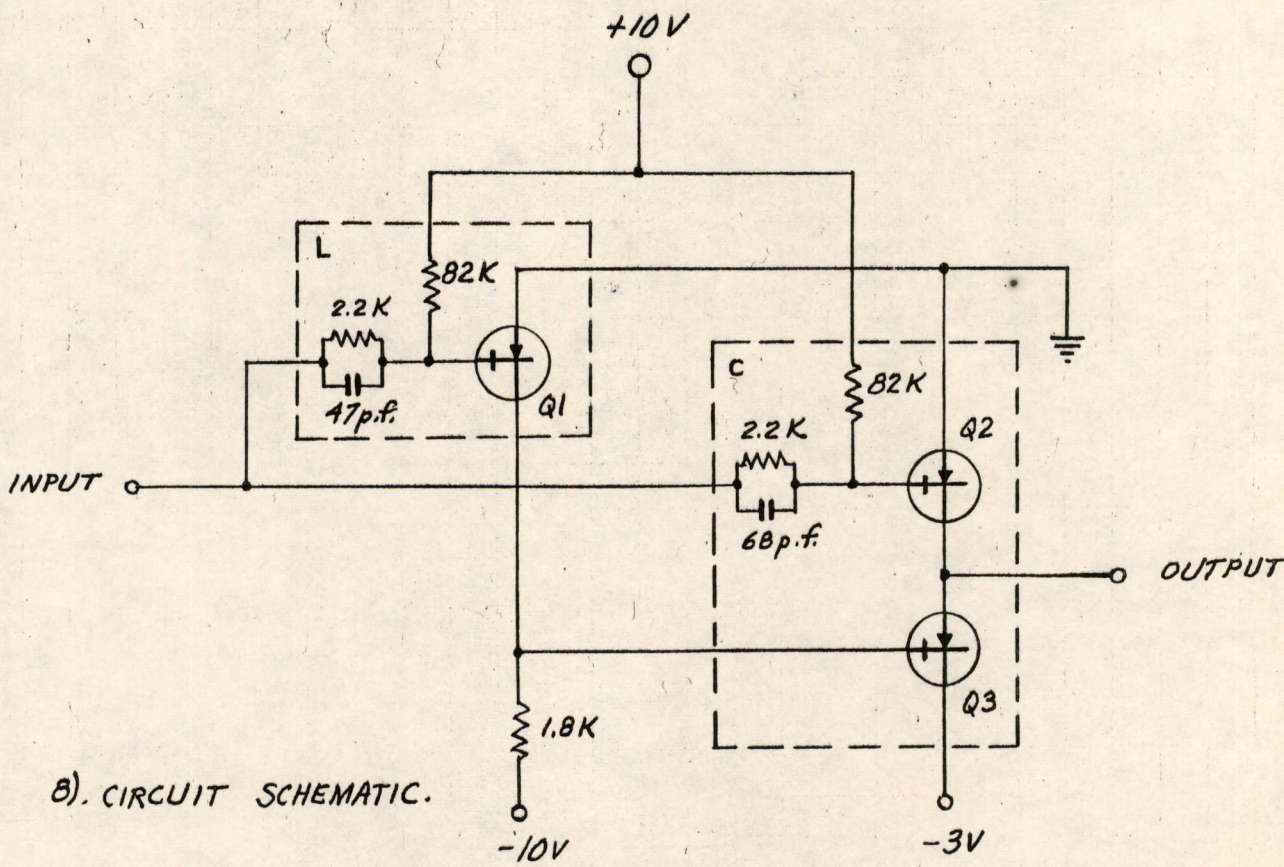 +10V
L
82K
2.2K
47p.f.
Q1
C
82K
2.2K
68p.f.
Q2
INPUT
OUTPUT
Q3
1.8K
8). CIRCUIT SCHEMATIC.
-10V
-3V